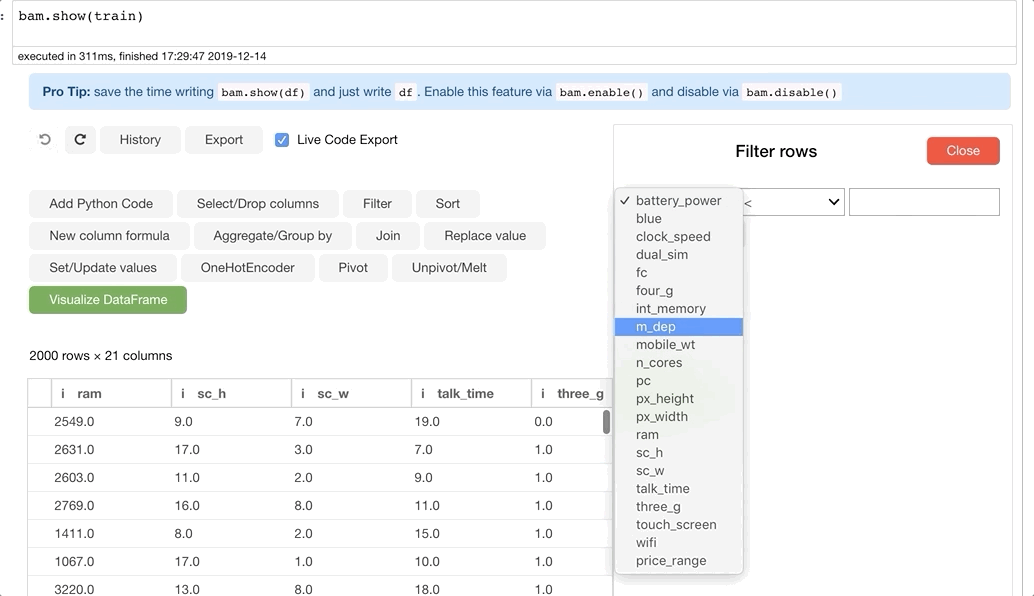 : bam.show(train)
executed in 311ms, finished 17:29:47 2019-12-14
Pro Tip: save the time writing bam.show(df) and just write df . Enable this feature via bam.enable() and disable via bam.disable()
History Export Live Code Export
Filter rows Close
Add Python Code Select/Drop columns Filter Sort
New column formula Aggregate/Group by Join Replace value
Set/Update values OneHotEncoder Pivot Unpivot/Melt
Visualize DataFrame
2000 rows × 21 columns
i ram i sc_h i sc_w i talk_time i three_g
2549.0 9.0 7.0 19.0 0.0
2631.0 17.0 3.0 7.0 1.0
2603.0 11.0 2.0 9.0 1.0
2769.0 16.0 8.0 11.0 1.0
1411.0 8.0 2.0 15.0 1.0
1067.0 17.0 1.0 10.0 1.0
3220.0 13.0 8.0 18.0 1.0
✓ battery_power <
blue
clock_speed
dual_sim
fc
four_g
int_memory
m_dep
mobile_wt
n_cores
pc
px_height
px_width
ram
sc_h
sc_w
talk_time
three_g
touch_screen
wifi
price_range